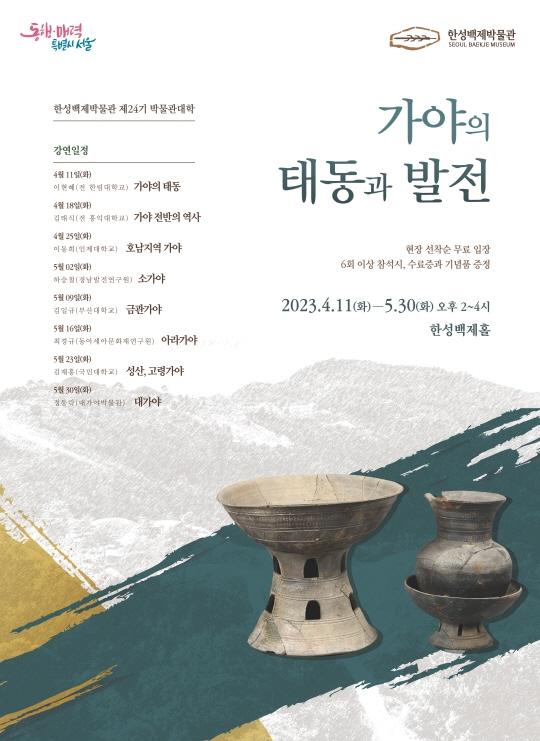 동행·매력
특별시 서울
한성백제박물관
SEOUL BAEKJE MUSEUM
한성백제박물관 제24기 박물관대학
강연일정
4월 11일(화)
이현혜(전 한림대학교) 가야의 태동
4월 18일(화)
김태식(전 홍익대학교) 가야 전반의 역사
4월 25일(화)
이동희(인제대학교) 호남지역 가야
5월 02일(화)
하승철(경남발전연구원) 소가야
5월 09일(화)
김일규(부산대학교) 금관가야
5월 16일(화)
최경규(동아세아문화재연구원) 아라가야
5월 23일(화)
김재홍(국민대학교) 성산, 고령가야
5월 30일(화)
(대가야박물관) 대가야
가야의
태동과 발전
현장 선착순 무료 입장
6회 이상 참석시, 수료증과 기념품 증정
2023.4.11(화)—5.30(화) 오후 2~4시
한성백제홀